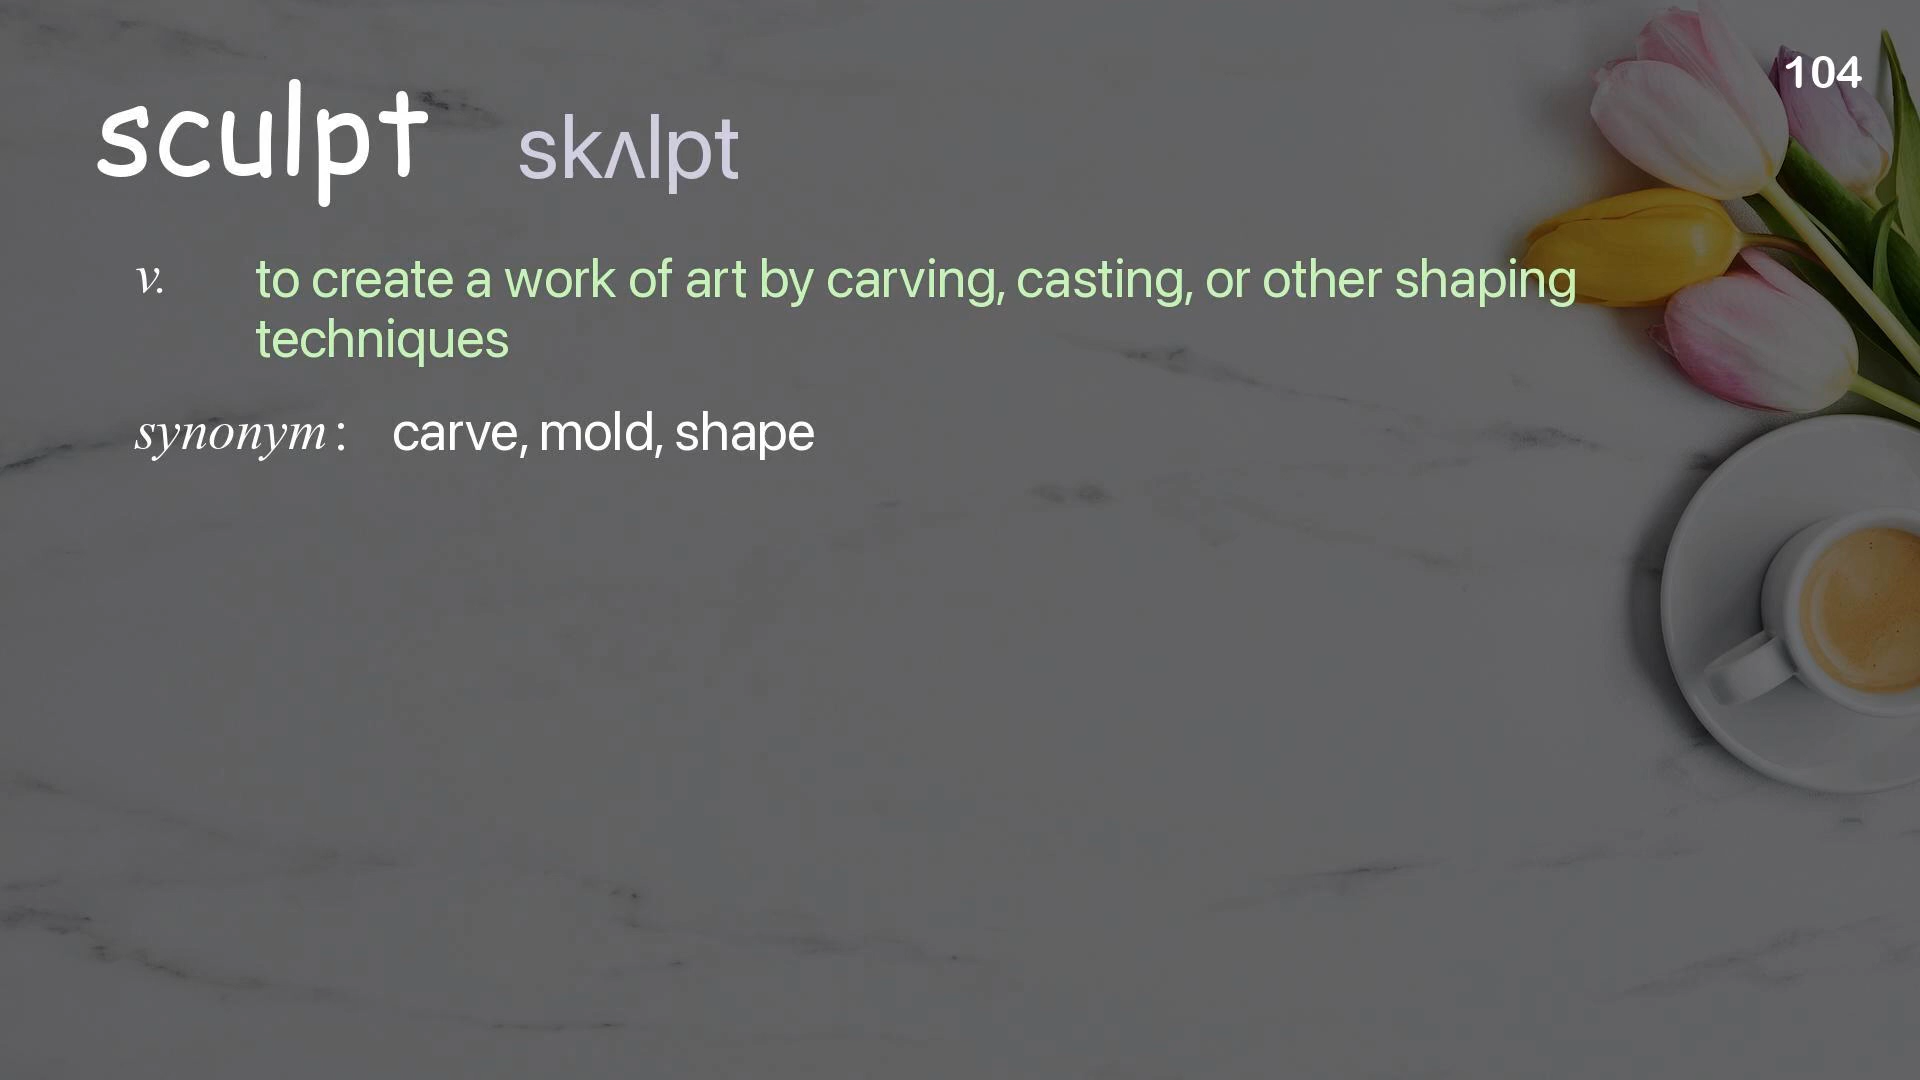 104
sculpt skʌlpt
v. to create a work of art by carving, casting, or other shaping
techniques
synonym : carve, mold, shape